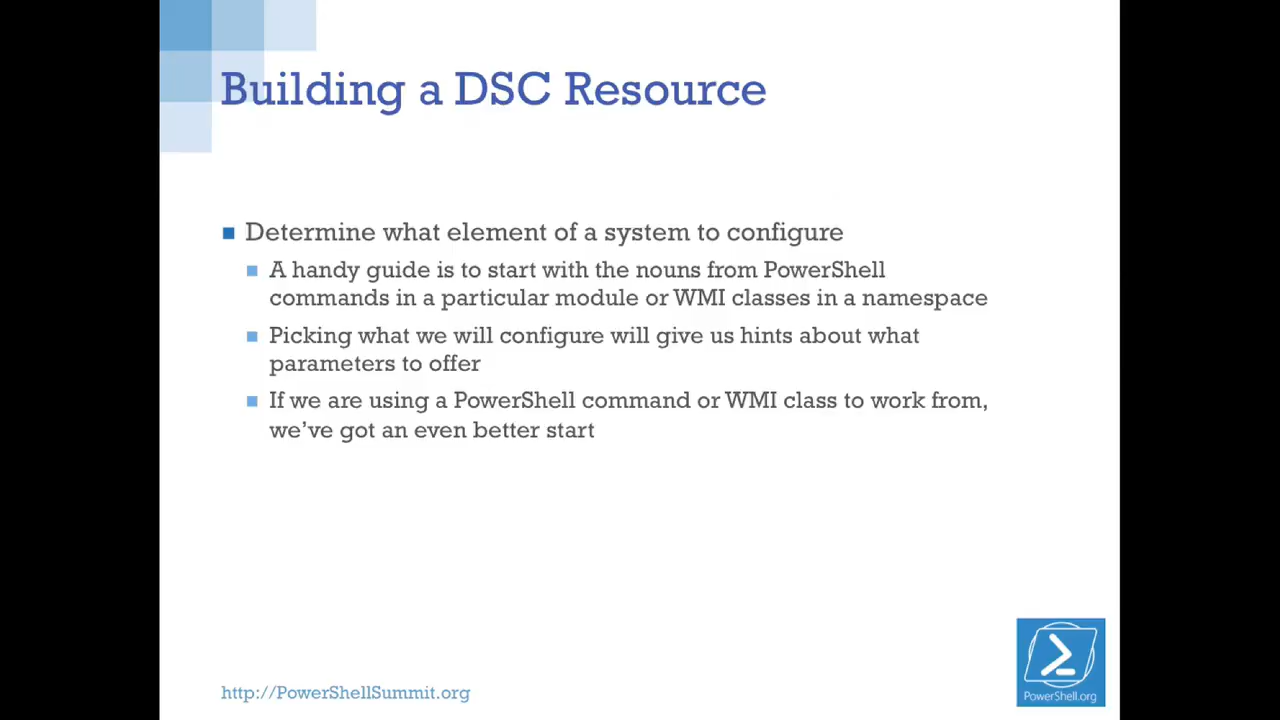 Building a DSC Resource
Determine what element of a system to configure
A handy guide is to start with the nouns from PowerShell
commands in a particular module or WMI classes in a namespace
Picking what we will configure will give us hints about what
parameters to offer
If we are using a PowerShell command or WMI class to work from,
we've got an even better start
http://PowerShellSummit.org
PowerShell.org